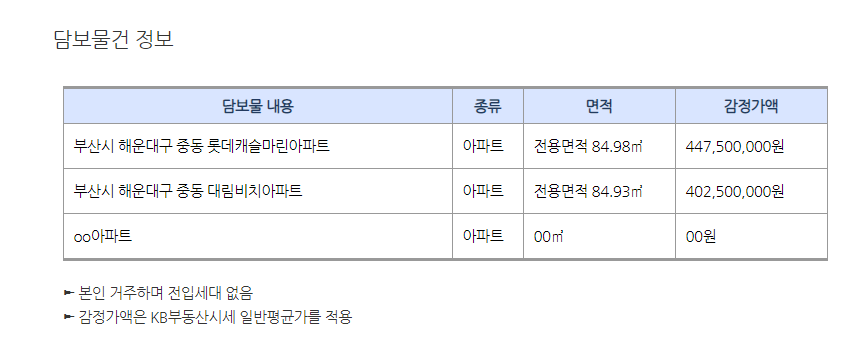 담보물건 정보
담보물 내용 종류 면적 감정가액
부산시 해운대구 중동 롯데캐슬마린아파트 아파트 전용면적 84.98㎡ 447,500,000원
부산시 해운대구 중동 대림비치아파트 아파트 전용면적 84.93㎡ 402,500,000원
oo아파트 아파트 00㎡ 00원
► 본인 거주하며 전입세대 없음
► 감정가액은 KB부동산시세 일반평균가를 적용